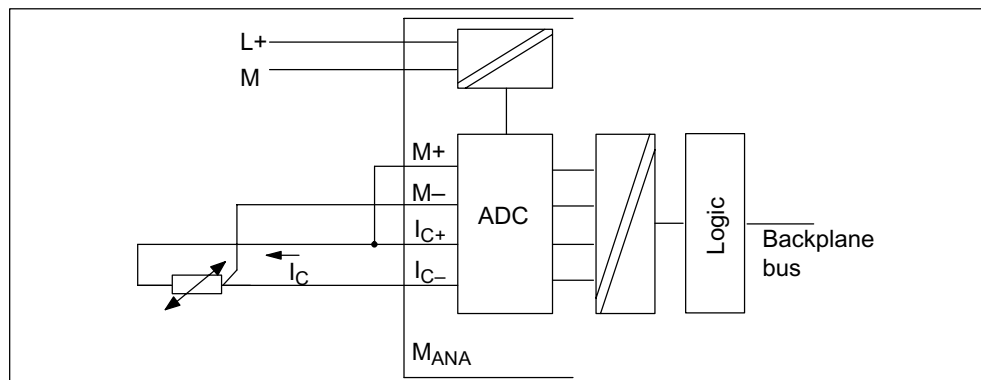 L+
M
M+
M–
I_C+
I_C
I_C–
M_ANA
ADC
Logic
Backplane
bus